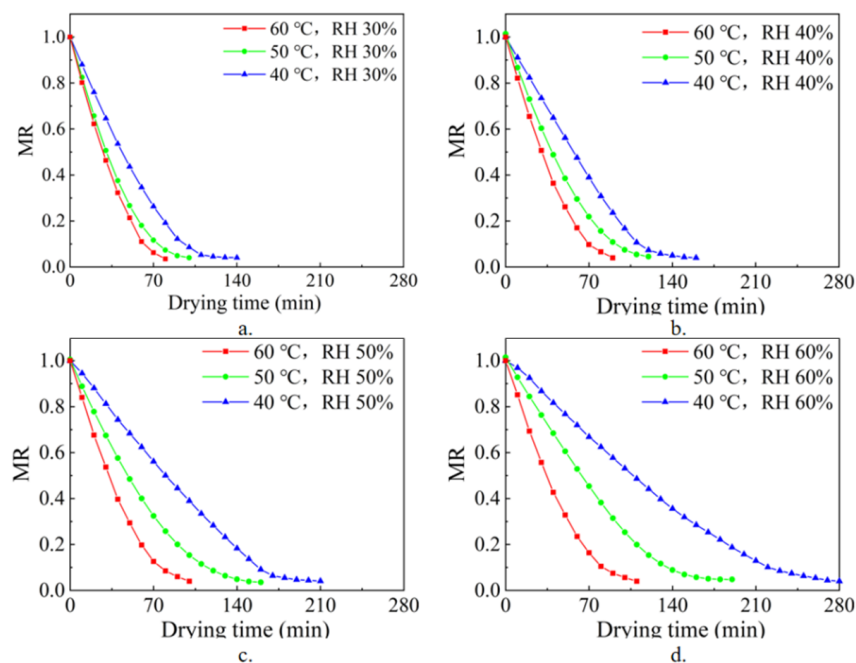 60 ℃, RH 30%
50 ℃, RH 30%
40 ℃, RH 30%
MR
1.0
0.8
0.6
0.4
0.2
0.0
0 70 140 210 280
Drying time (min)
a.
60 ℃, RH 40%
50 ℃, RH 40%
40 ℃, RH 40%
MR
1.0
0.8
0.6
0.4
0.2
0.0
0 70 140 210 280
Drying time (min)
b.
60 ℃, RH 50%
50 ℃, RH 50%
40 ℃, RH 50%
MR
1.0
0.8
0.6
0.4
0.2
0.0
0 70 140 210 280
Drying time (min)
c.
60 ℃, RH 60%
50 ℃, RH 60%
40 ℃, RH 60%
MR
1.0
0.8
0.6
0.4
0.2
0.0
0 70 140 210 280
Drying time (min)
d.